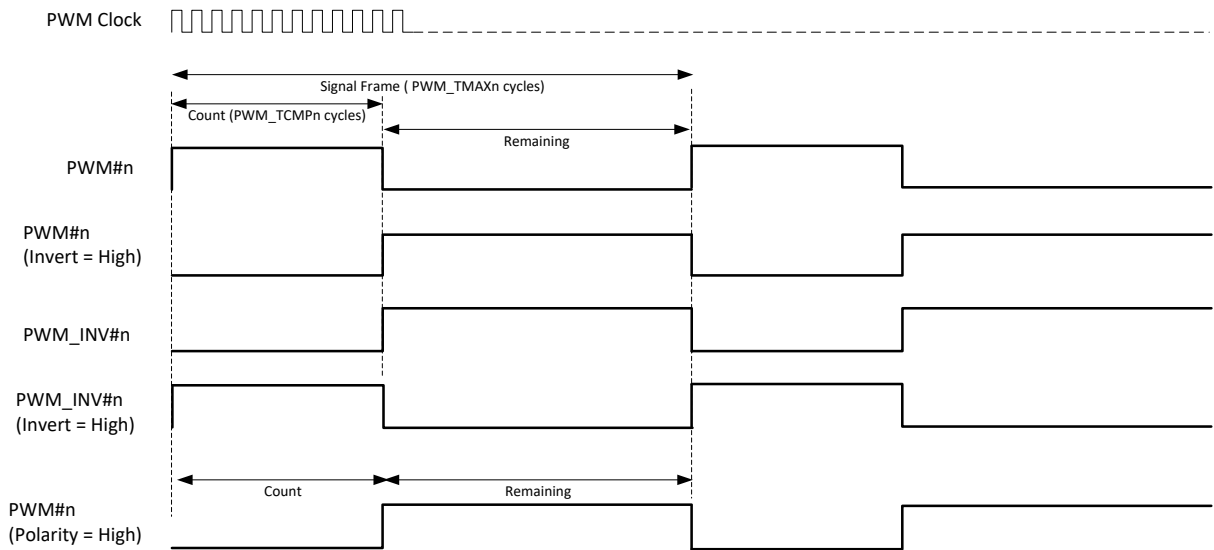 PWM Clock
Signal Frame ( PWM_TMAXn cycles)
Count (PWM_TCMPn cycles)
Remaining
PWM#n
PWM#n
(Invert = High)
PWM_INV#n
PWM_INV#n
(Invert = High)
Count
Remaining
PWM#n
(Polarity = High)